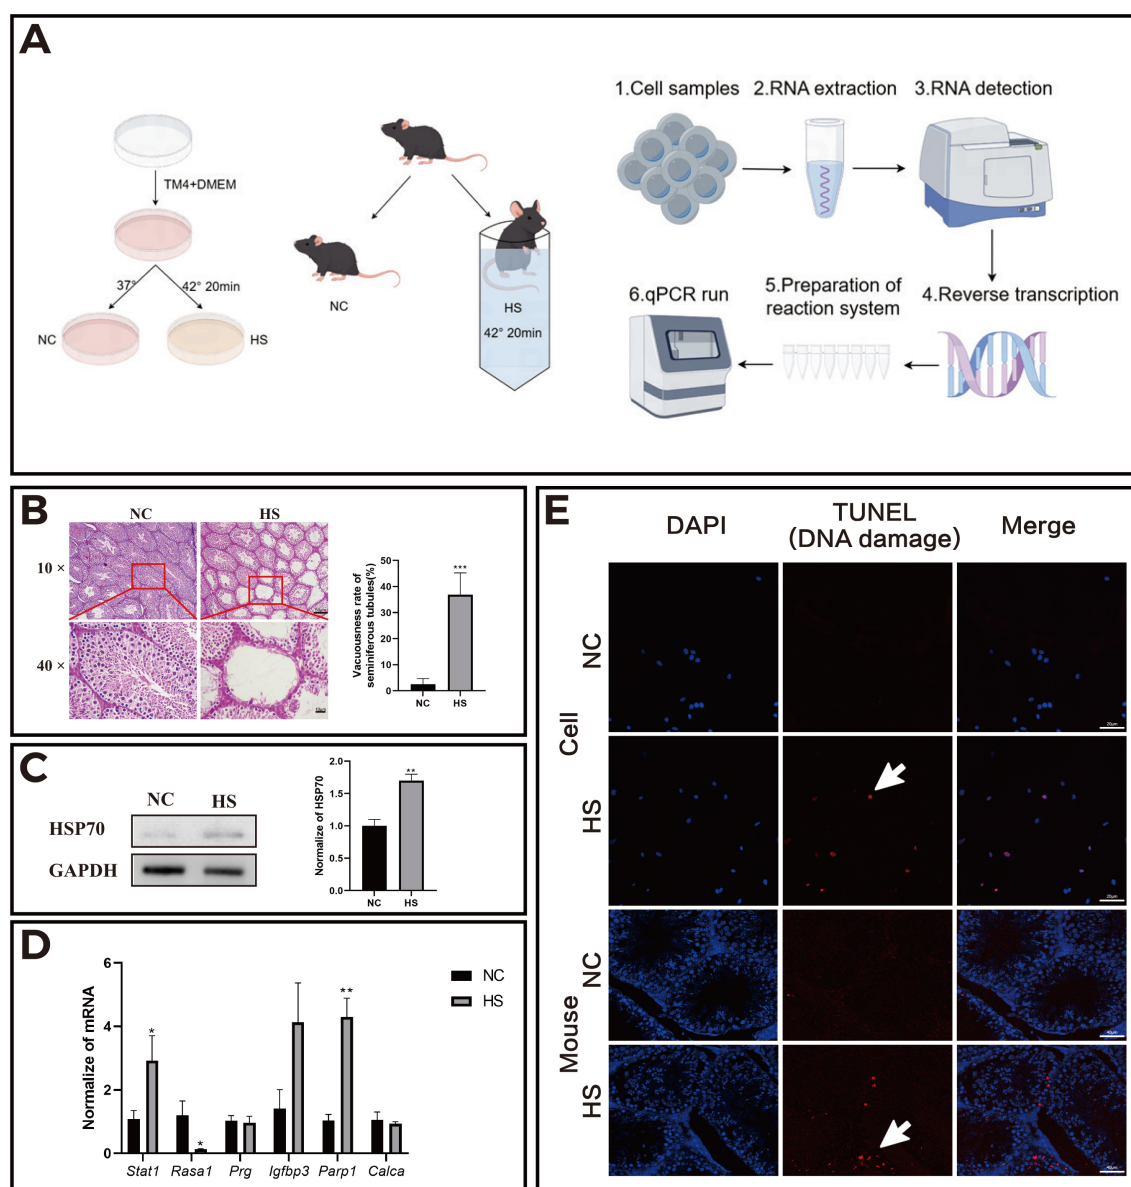 A
TM4+DMEM
37°
42° 20min
NC
HS
NC
HS
42° 20min
1.Cell samples
2.RNA extraction
3.RNA detection
4.Reverse transcription
5.Preparation of
reaction system
6.qPCR run
B
NC
HS
10 ×
40 ×
Vacuousness rate of
seminiferous tubules(%)
50
40
30
20
10
0
***
NC
HS
C
NC
HS
HSP70
GAPDH
Normalize of HSP70
2.0
1.5
1.0
0.5
0.0
**
NC
HS
D
Normalize of mRNA
6
4
2
0
*
*
**
NC
HS
Stat1
Rasa1
Prg
Igfbp3
Parp1
Calca
E
DAPI
TUNEL
(DNA damage)
Merge
Cell
NC
20μm
HS
20μm
Mouse
NC
40μm
HS
40μm